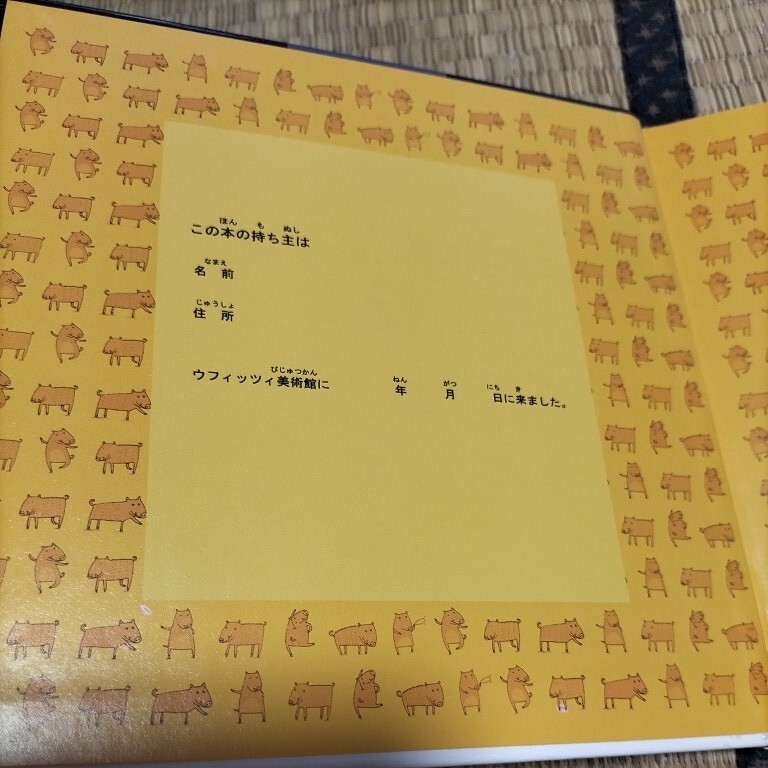 この本の持ち主は
名前
住所
ウフィッツィ美術館に 年 月 日に来ました。